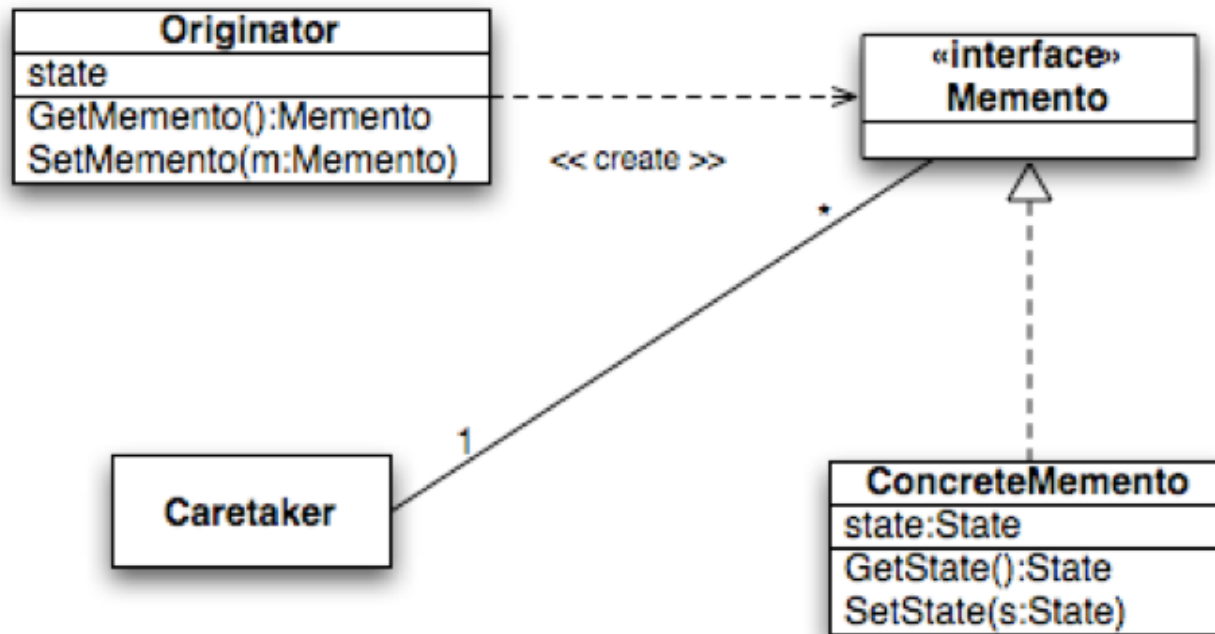 Originator
state
GetMemento():Memento
SetMemento(m:Memento)
<< create >>
«interface»
Memento
*
1
Caretaker
ConcreteMemento
state:State
GetState():State
SetState(s:State)